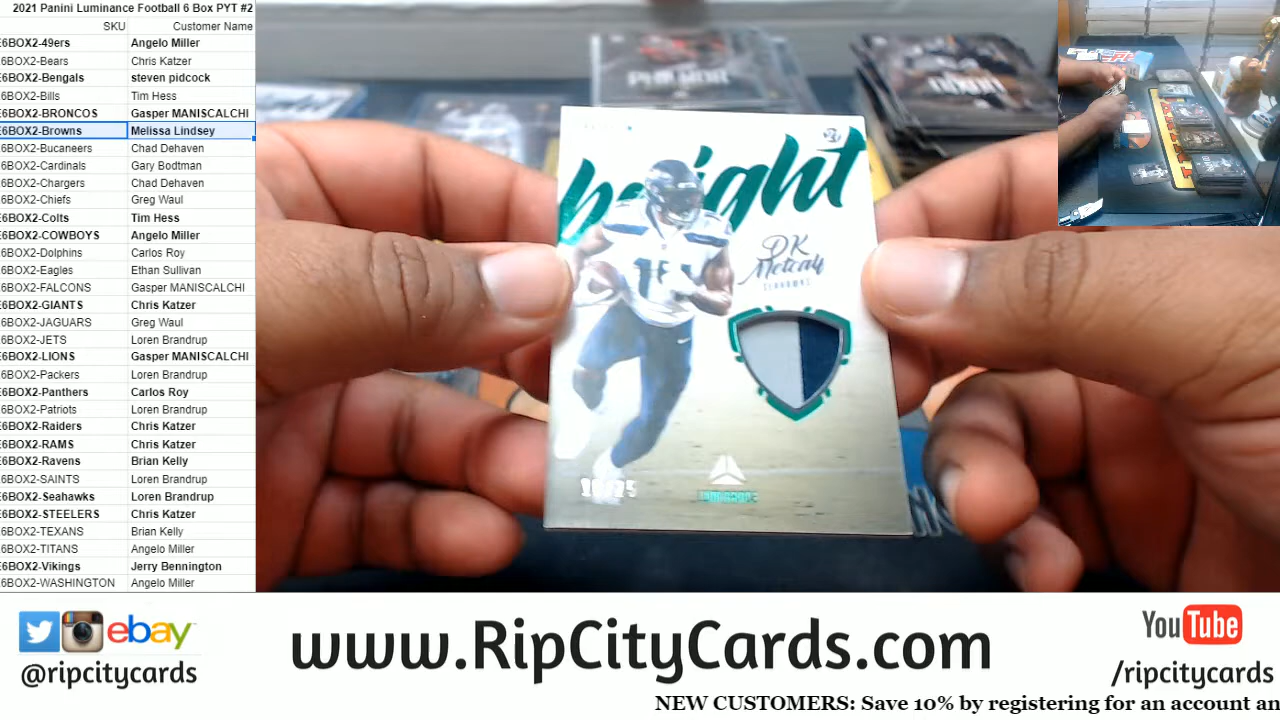 2021 Panini Luminance Football 6 Box PYT #2
SKU Customer Name
6BOX2-49ers Angelo Miller
6BOX2-Bears Chris Katzer
6BOX2-Bengals steven pidcock
6BOX2-Bills Tim Hess
6BOX2-BRONCOS Gasper MANISCALCHI
6BOX2-Browns Melissa Lindsey
6BOX2-Bucaneers Chad Dehaven
6BOX2-Cardinals Gary Bodtman
6BOX2-Chargers Chad Dehaven
6BOX2-Chiefs Greg Waul
6BOX2-Colts Tim Hess
6BOX2-COWBOYS Angelo Miller
6BOX2-Dolphins Carlos Roy
6BOX2-Eagles Ethan Sullivan
6BOX2-FALCONS Gasper MANISCALCHI
6BOX2-GIANTS Chris Katzer
6BOX2-JAGUARS Greg Waul
6BOX2-JETS Loren Brandrup
6BOX2-LIONS Gasper MANISCALCHI
6BOX2-Packers Loren Brandrup
6BOX2-Panthers Carlos Roy
6BOX2-Patriots Loren Brandrup
6BOX2-Raiders Chris Katzer
6BOX2-RAMS Chris Katzer
6BOX2-Ravens Brian Kelly
6BOX2-SAINTS Loren Brandrup
6BOX2-Seahawks Loren Brandrup
6BOX2-STEELERS Chris Katzer
6BOX2-TEXANS Brian Kelly
6BOX2-TITANS Angelo Miller
6BOX2-Vikings Jerry Bennington
6BOX2-WASHINGTON Angelo Miller
bright
DK
Metcalf
SEAHAWKS
LUMINANCE
ebay
@ripcitycards
www.RipCityCards.com
YouTube
/ripcitycards
NEW CUSTOMERS: Save 10% by registering for an account an